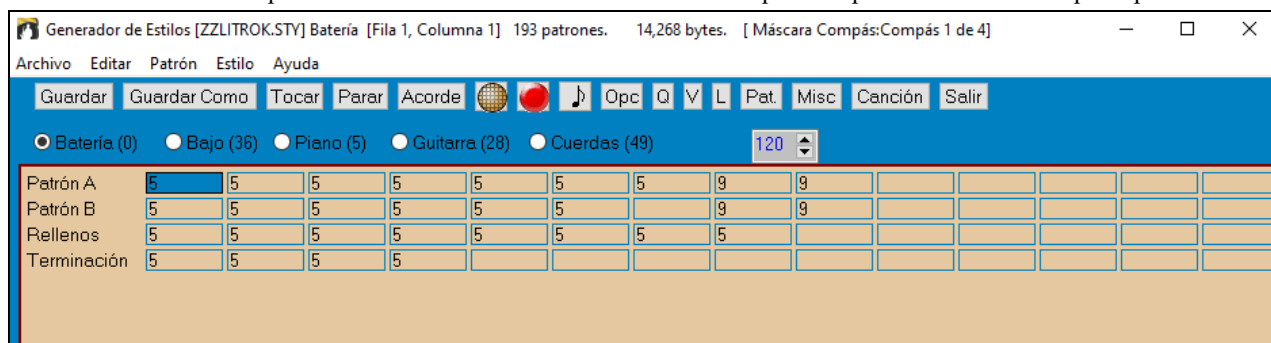 Generador de Estilos [ZZLITROK.STY] Batería [Fila 1, Columna 1] 193 patrones. 14,268 bytes. [ Máscara Compás:Compás 1 de 4]
Archivo Editar Patrón Estilo Ayuda
Guardar Guardar Como Tocar Parar Acorde Opc Q V L Pat. Misc Canción Salir
Batería (0) Bajo (36) Piano (5) Guitarra (28) Cuerdas (49) 120
Patrón A 5 5 5 5 5 5 5 9 9
Patrón B 5 5 5 5 5 5 9 9
Rellenos 5 5 5 5 5 5 5 5
Terminación 5 5 5 5